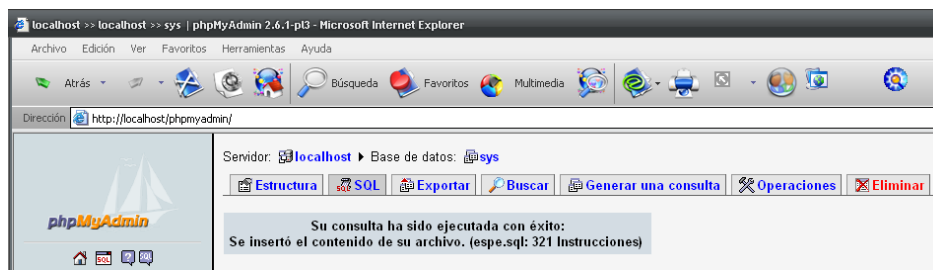 localhost >> localhost >> sys | phpMyAdmin 2.6.1-pl3 - Microsoft Internet Explorer
Archivo Edición Ver Favoritos Herramientas Ayuda
Atrás Búsqueda Favoritos Multimedia
Dirección http://localhost/phpmyadmin/
Servidor: localhost Base de datos: sys
Estructura SQL Exportar Buscar Generar una consulta Operaciones Eliminar
phpMyAdmin
Su consulta ha sido ejecutada con éxito:
Se insertó el contenido de su archivo. (espe.sql: 321 Instrucciones)
SQL SQL